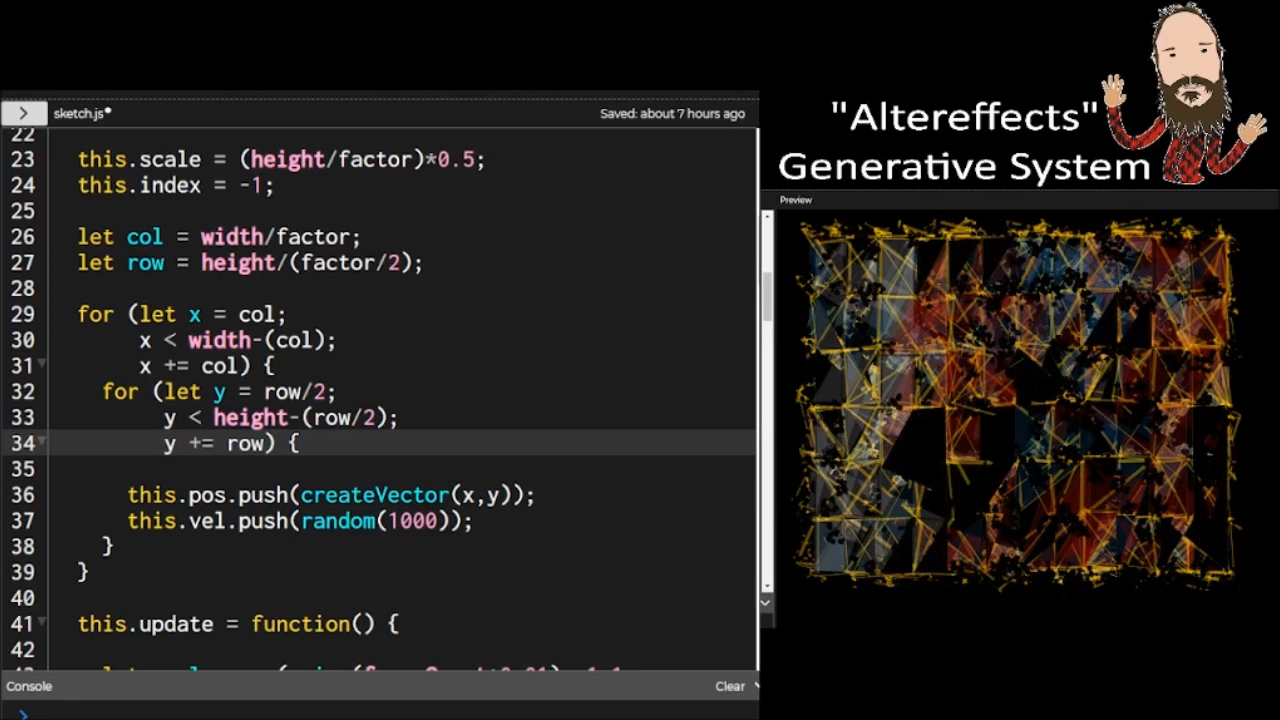 "Altereffects"
Generative System
> sketch.js• Saved: about 7 hours ago
Preview
22
23 this.scale = (height/factor)*0.5;
24 this.index = -1;
25
26 let col = width/factor;
27 let row = height/(factor/2);
28
29 for (let x = col;
30 x < width-(col);
31 x += col) {
32 for (let y = row/2;
33 y < height-(row/2);
34 y += row) {
35
36 this.pos.push(createVector(x,y));
37 this.vel.push(random(1000));
38 }
39 }
40
41 this.update = function() {
42
Console Clear
>